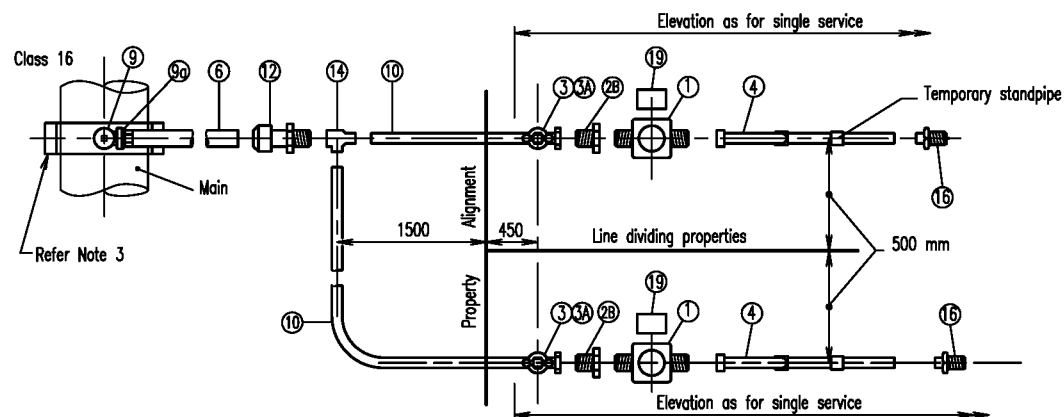 Elevation as for single service
Class 16
9
9a
6
12
14
10
3
3A
2B
19
1
4
Temporary standpipe
16
Main
Refer Note 3
Alignment
1500
450
Line dividing properties
500 mm
Property
10
3
3A
2B
19
1
4
16
Elevation as for single service